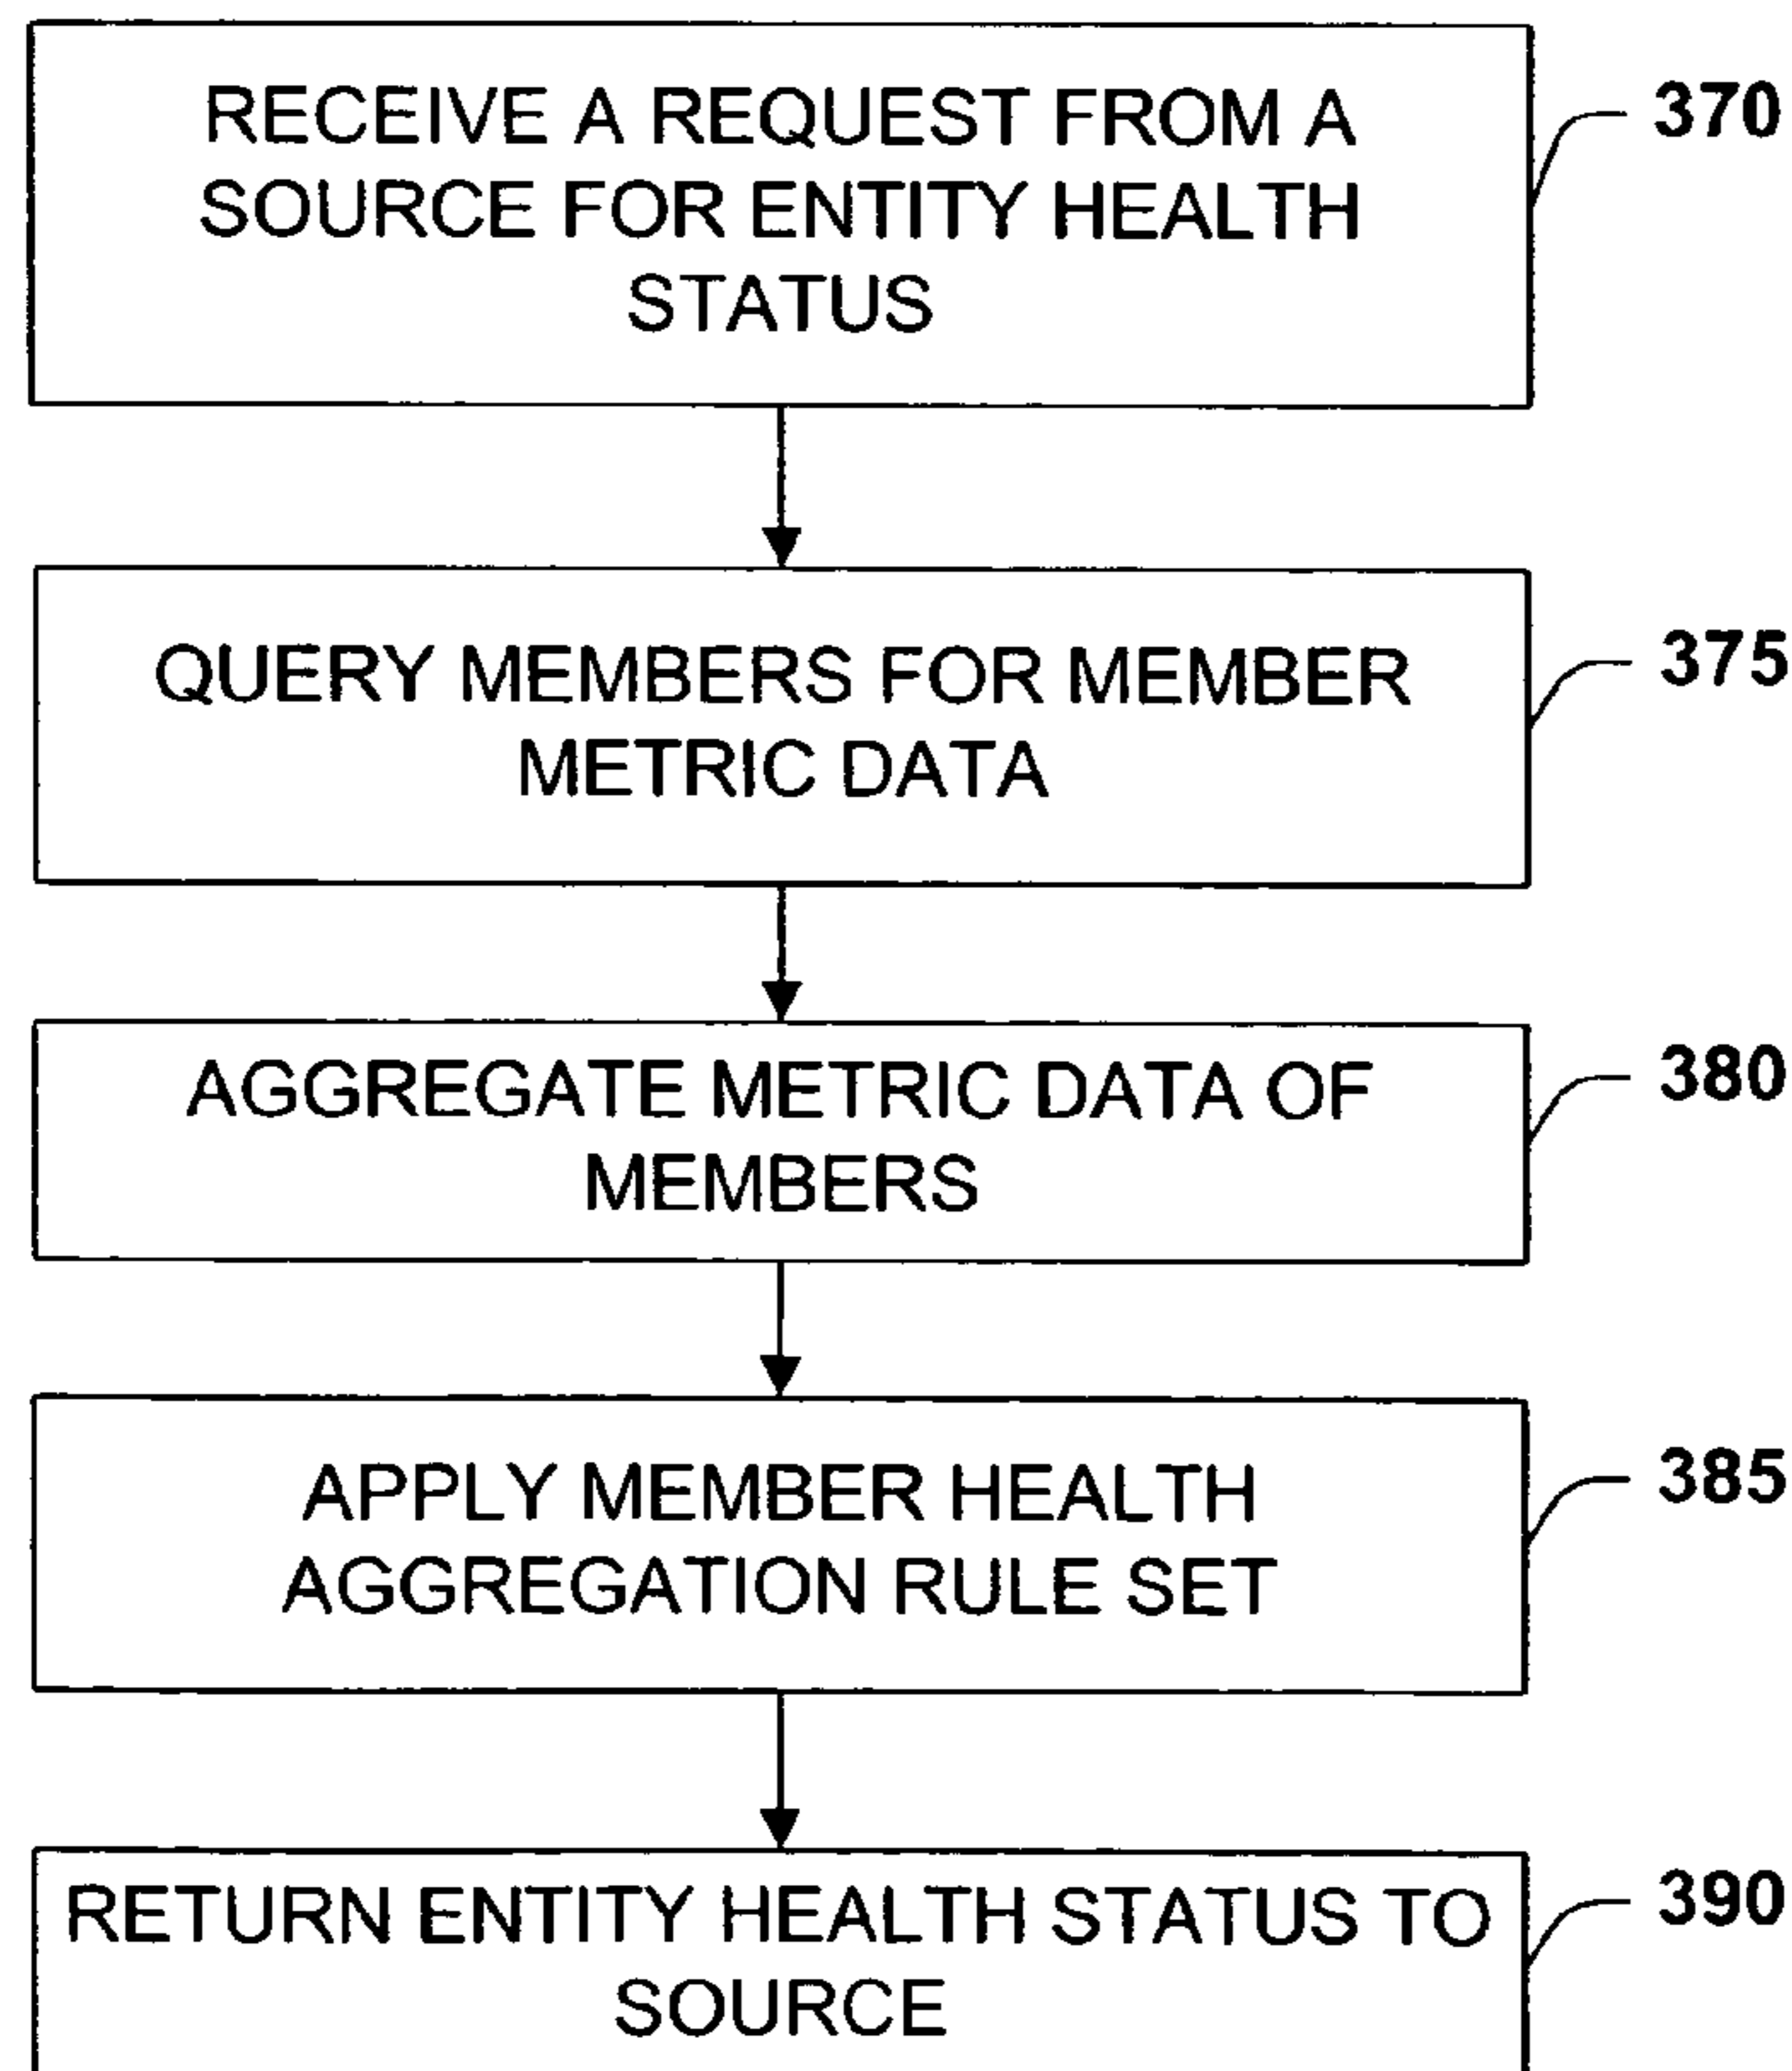 RECEIVE A REQUEST FROM A
SOURCE FOR ENTITY HEALTH
STATUS
370
QUERY MEMBERS FOR MEMBER
METRIC DATA
375
AGGREGATE METRIC DATA OF
MEMBERS
380
APPLY MEMBER HEALTH
AGGREGATION RULE SET
385
RETURN ENTITY HEALTH STATUS TO
SOURCE
390